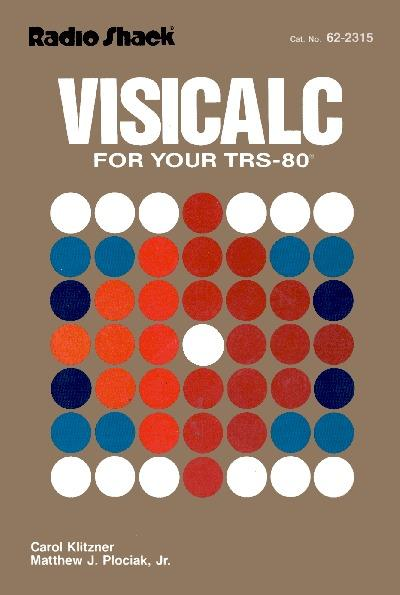 Radio Shack®
Cat. No. 62-2315
VISICALC
FOR YOUR TRS-80®
Carol Klitzner
Matthew J. Plociak, Jr.